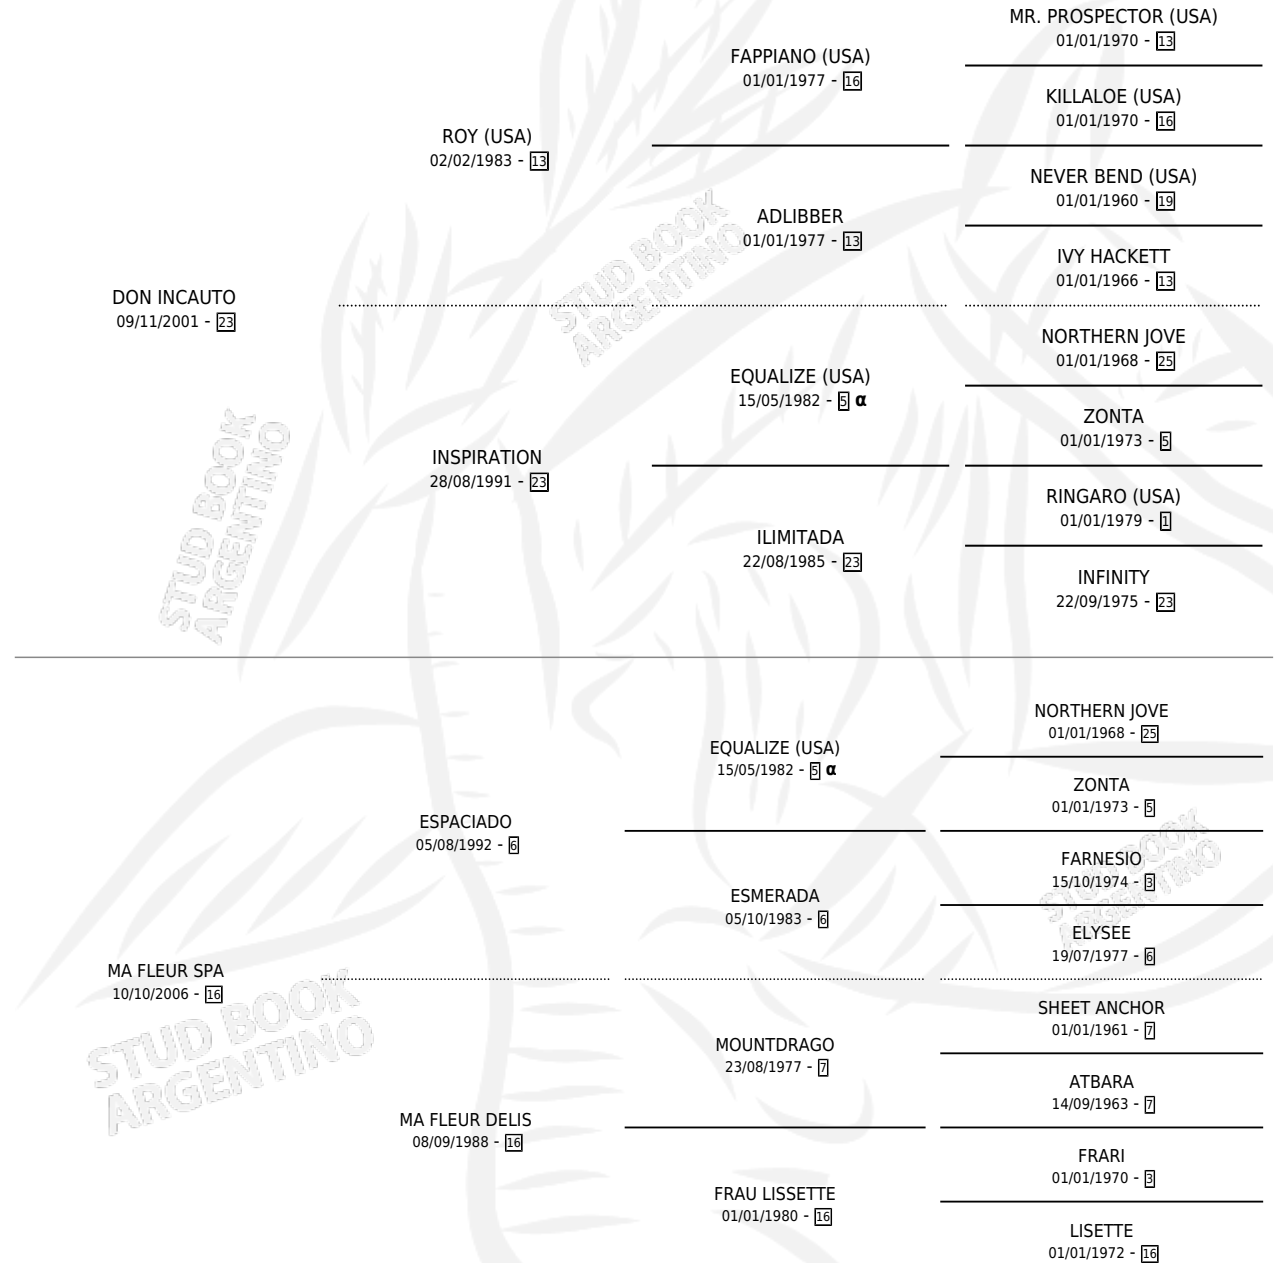 MR. PROSPECTOR (USA)
01/01/1970 - 13
FAPPIANO (USA)
01/01/1977 - 16
KILLALOE (USA)
01/01/1970 - 16
ROY (USA)
02/02/1983 - 13
NEVER BEND (USA)
01/01/1960 - 19
ADLIBBER
01/01/1977 - 13
IVY HACKETT
01/01/1966 - 13
DON INCAUTO
09/11/2001 - 23
NORTHERN JOVE
01/01/1968 - 25
EQUALIZE (USA)
15/05/1982 - 5 α
ZONTA
01/01/1973 - 5
INSPIRATION
28/08/1991 - 23
RINGARO (USA)
01/01/1979 - 1
ILIMITADA
22/08/1985 - 23
INFINITY
22/09/1975 - 23
STUD BOOK
ARGENTINO
STUD BOOK
ARGENTINO
NORTHERN JOVE
01/01/1968 - 25
EQUALIZE (USA)
15/05/1982 - 5 α
ZONTA
01/01/1973 - 5
ESPACIADO
05/08/1992 - 6
FARNESIO
15/10/1974 - 3
ESMERADA
05/10/1983 - 6
ELYSEE
19/07/1977 - 6
STUD BOOK
ARGENTINO
MA FLEUR SPA
10/10/2006 - 16
SHEET ANCHOR
01/01/1961 - 7
MOUNTDRAGO
23/08/1977 - 7
ATBARA
14/09/1963 - 7
MA FLEUR DELIS
08/09/1988 - 16
FRARI
01/01/1970 - 3
FRAU LISSETTE
01/01/1980 - 16
LISETTE
01/01/1972 - 16
STUD BOOK
ARGENTINO